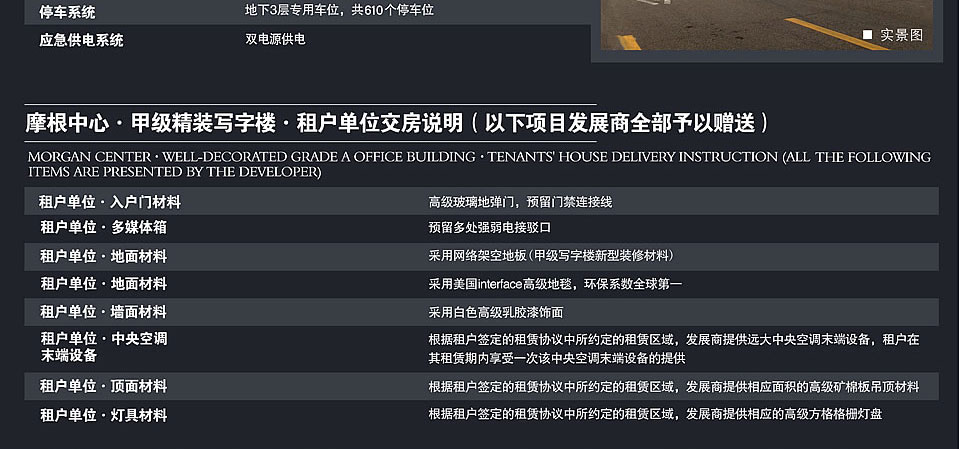 停车系统 地下3层专用车位，共610个停车位
应急供电系统 双电源供电
■ 实景图
摩根中心·甲级精装写字楼·租户单位交房说明（以下项目发展商全部予以赠送）
MORGAN CENTER · WELL-DECORATED GRADE A OFFICE BUILDING · TENANTS' HOUSE DELIVERY INSTRUCTION (ALL THE FOLLOWING
ITEMS ARE PRESENTED BY THE DEVELOPER)
租户单位·入户门材料 高级玻璃地弹门，预留门禁连接线
租户单位·多媒体箱 预留多处强弱电接驳口
租户单位·地面材料 采用网络架空地板（甲级写字楼新型装修材料）
租户单位·地面材料 采用美国interface高级地毯，环保系数全球第一
租户单位·墙面材料 采用白色高级乳胶漆饰面
租户单位·中央空调 根据租户签定的租赁协议中所约定的租赁区域，发展商提供远大中央空调末端设备，租户在
末端设备 其租赁期内享受一次该中央空调末端设备的提供
租户单位·顶面材料 根据租户签定的租赁协议中所约定的租赁区域，发展商提供相应面积的高级矿棉板吊顶材料
租户单位·灯具材料 根据租户签定的租赁协议中所约定的租赁区域，发展商提供相应的高级方格格栅灯盘